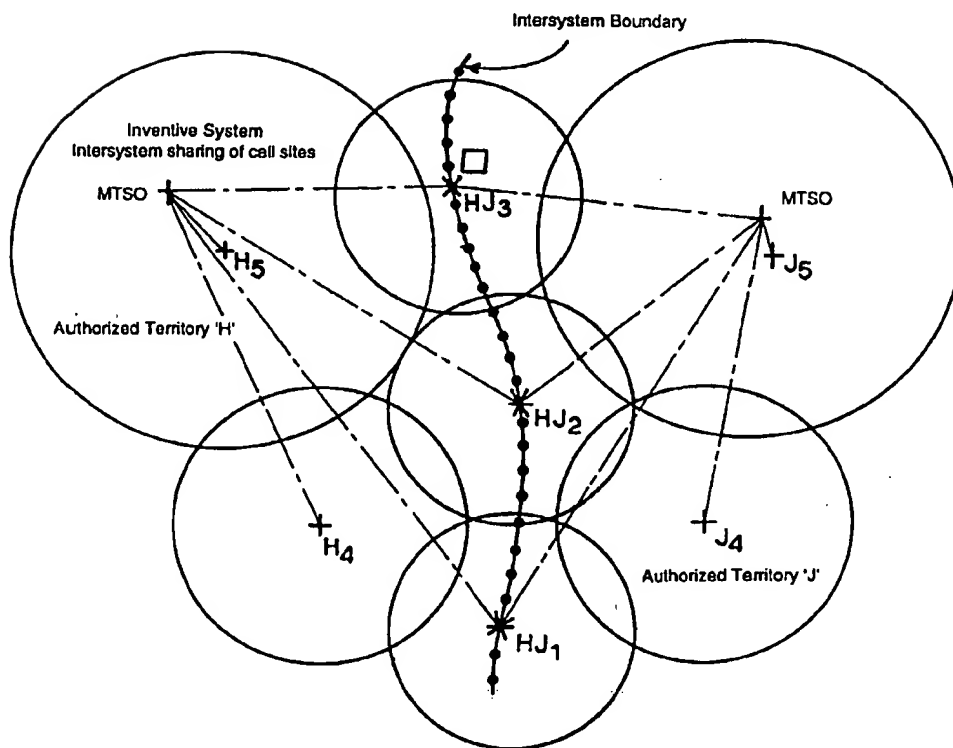 Intersystem Boundary
Inventive System
Intersystem sharing of cell sites
MTSO
HJ3
MTSO
H5
J5
Authorized Territory 'H'
HJ2
H4
J4
Authorized Territory 'J'
HJ1